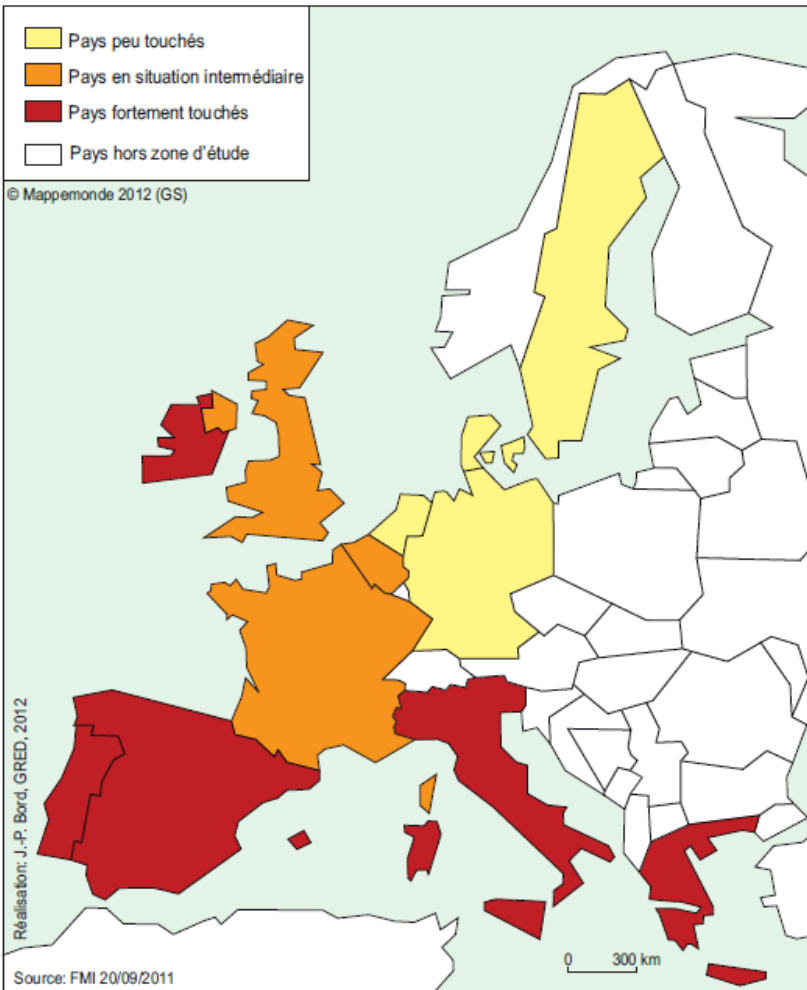 Pays peu touchés
Pays en situation intermédiaire
Pays fortement touchés
Pays hors zone d'étude
© Mappemonde 2012 (GS)
Réalisation: J.-P. Bord, GRED, 2012
0 300 km
Source: FMI 20/09/2011